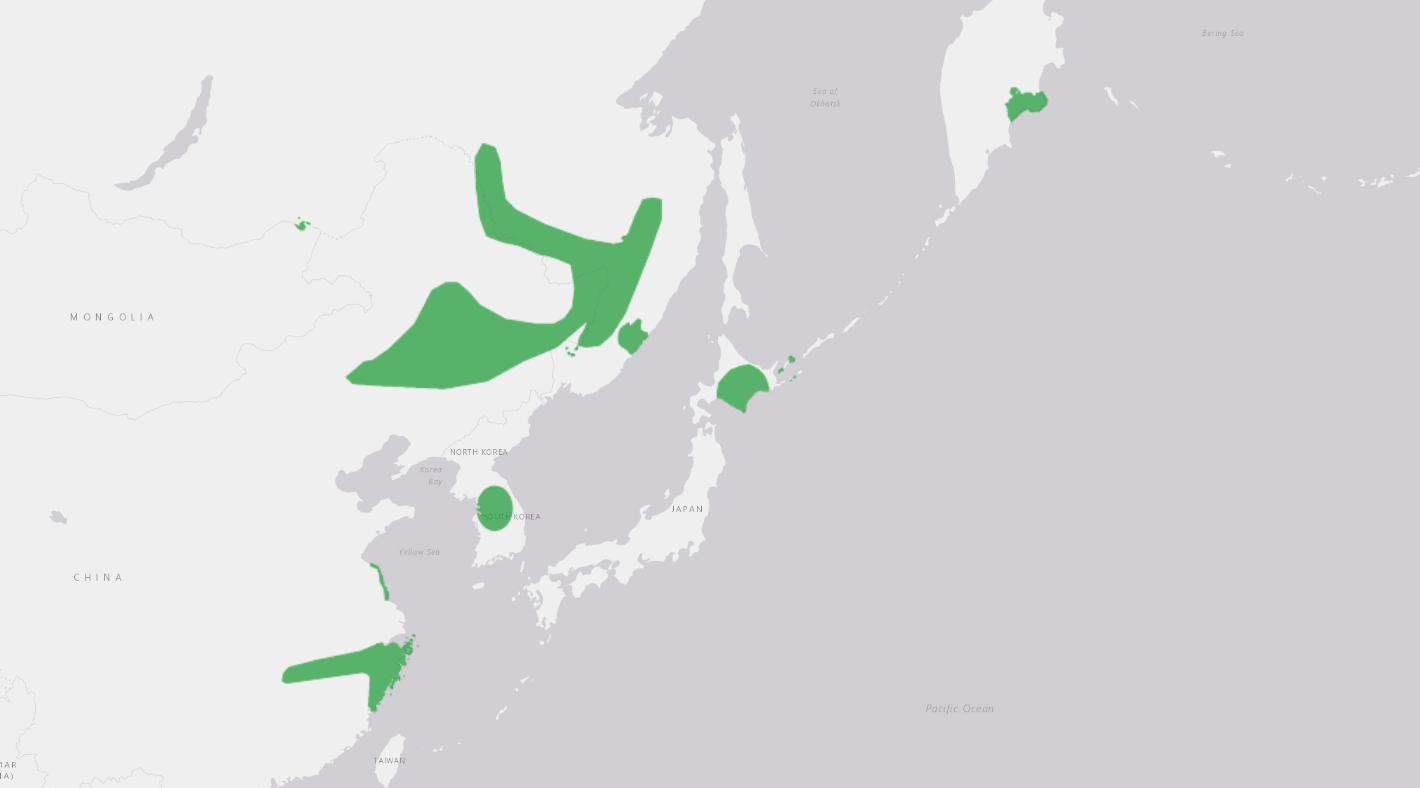 Bering Sea
Sea of
Okhotsk
MONGOLIA
NORTH KOREA
Korea
Bay
JAPAN
SOUTH KOREA
Yellow Sea
CHINA
Pacific Ocean
TAIWAN
MAR
IA)